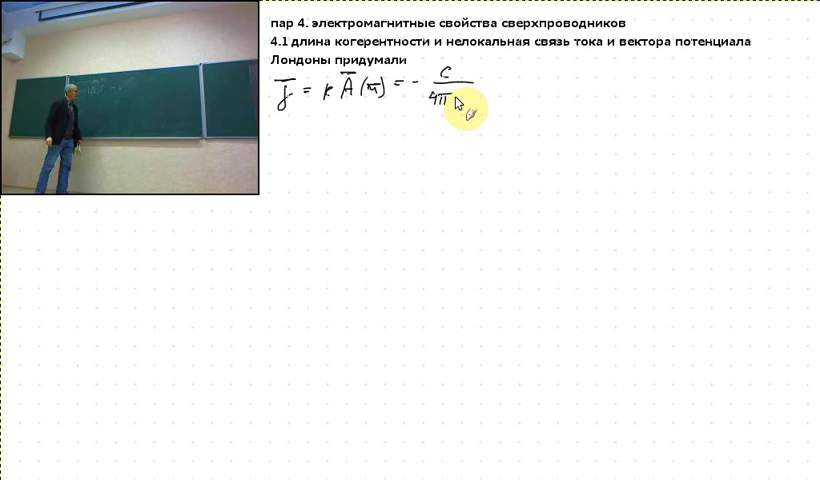 пар 4. электромагнитные свойства сверхпроводников
4.1 длина когерентности и нелокальная связь тока и вектора потенциала
Лондоны придумали
j̅ = k A̅ (r̅) = - c / 4π